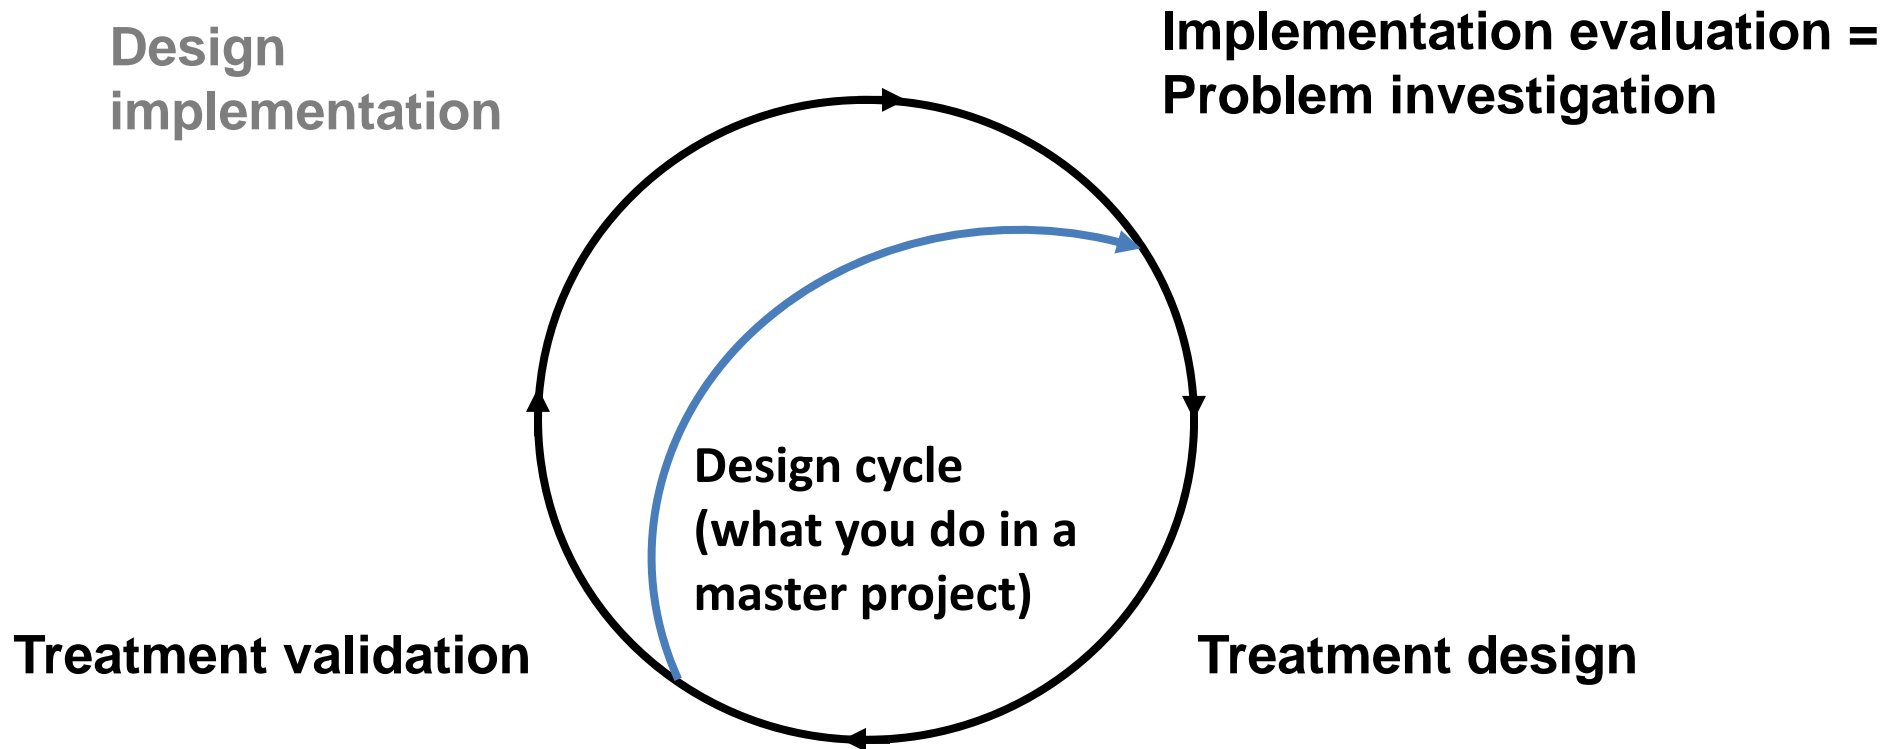 Design
implementation
Implementation evaluation =
Problem investigation
Design cycle
(what you do in a
master project)
Treatment validation
Treatment design